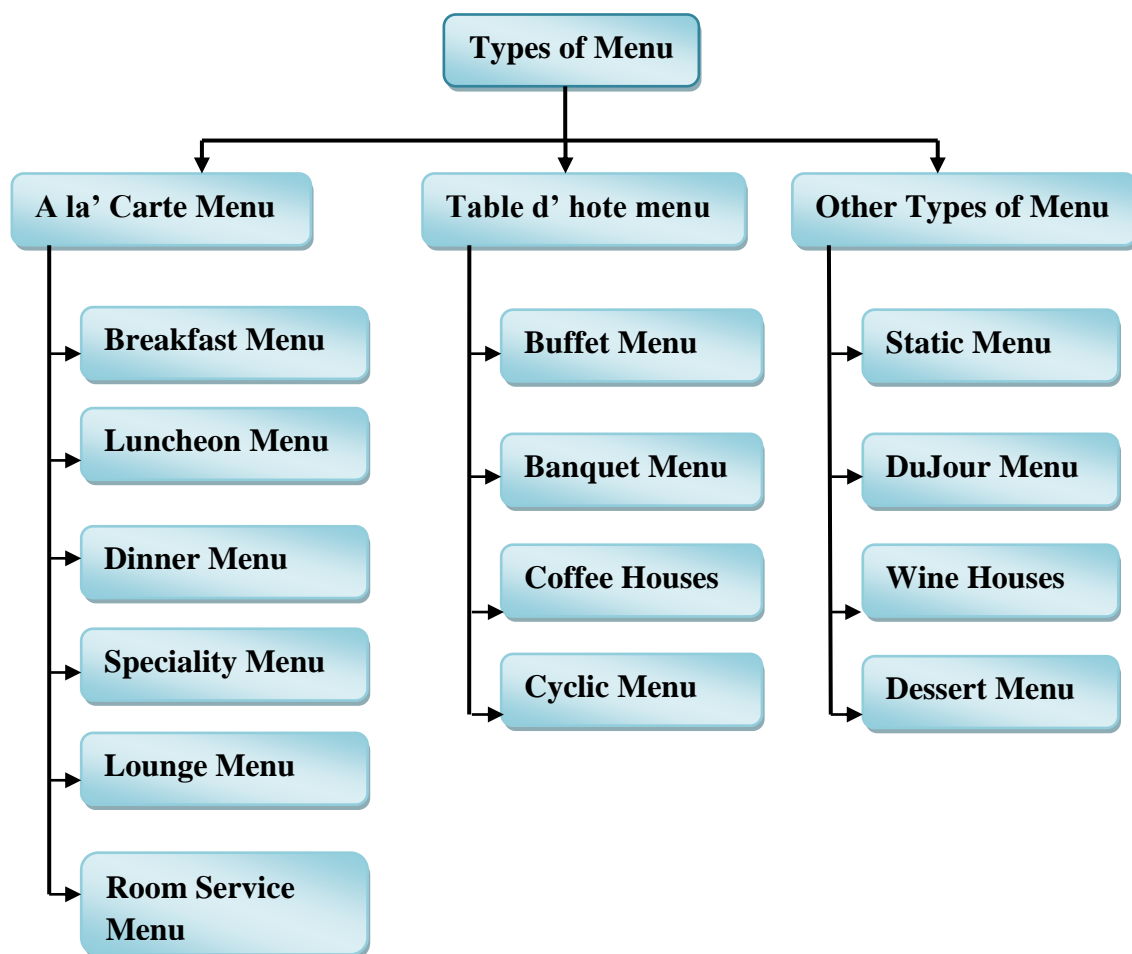 Types of Menu
A la’ Carte Menu
Breakfast Menu
Luncheon Menu
Dinner Menu
Speciality Menu
Lounge Menu
Room Service
Menu
Table d’ hote menu
Buffet Menu
Banquet Menu
Coffee Houses
Cyclic Menu
Other Types of Menu
Static Menu
DuJour Menu
Wine Houses
Dessert Menu